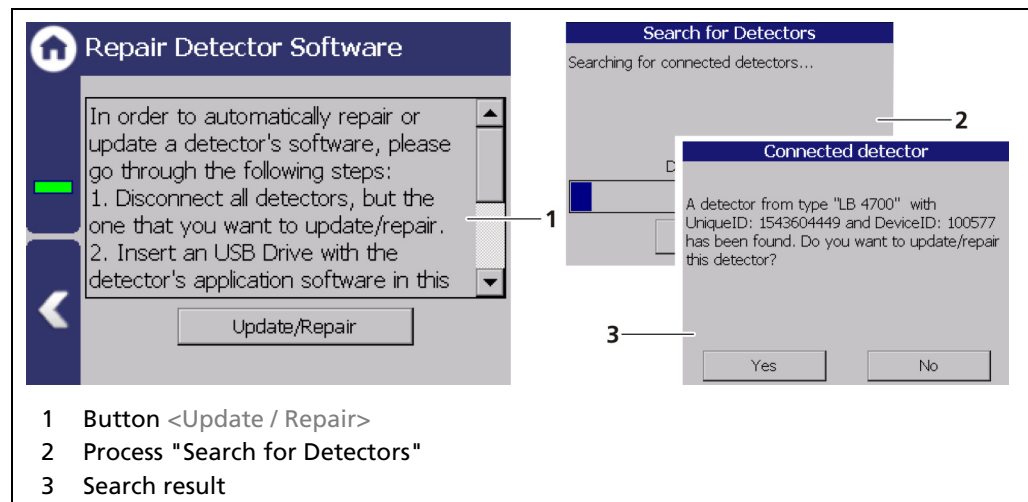 Repair Detector Software
In order to automatically repair or
update a detector's software, please
go through the following steps:
1. Disconnect all detectors, but the
one that you want to update/repair.
2. Insert an USB Drive with the
detector's application software in this
Update/Repair
1
Search for Detectors
Searching for connected detectors...
D
2
Connected detector
A detector from type "LB 4700" with
UniqueID: 1543604449 and DeviceID: 100577
has been found. Do you want to update/repair
this detector?
3
Yes
No
1 Button <Update / Repair>
2 Process "Search for Detectors"
3 Search result